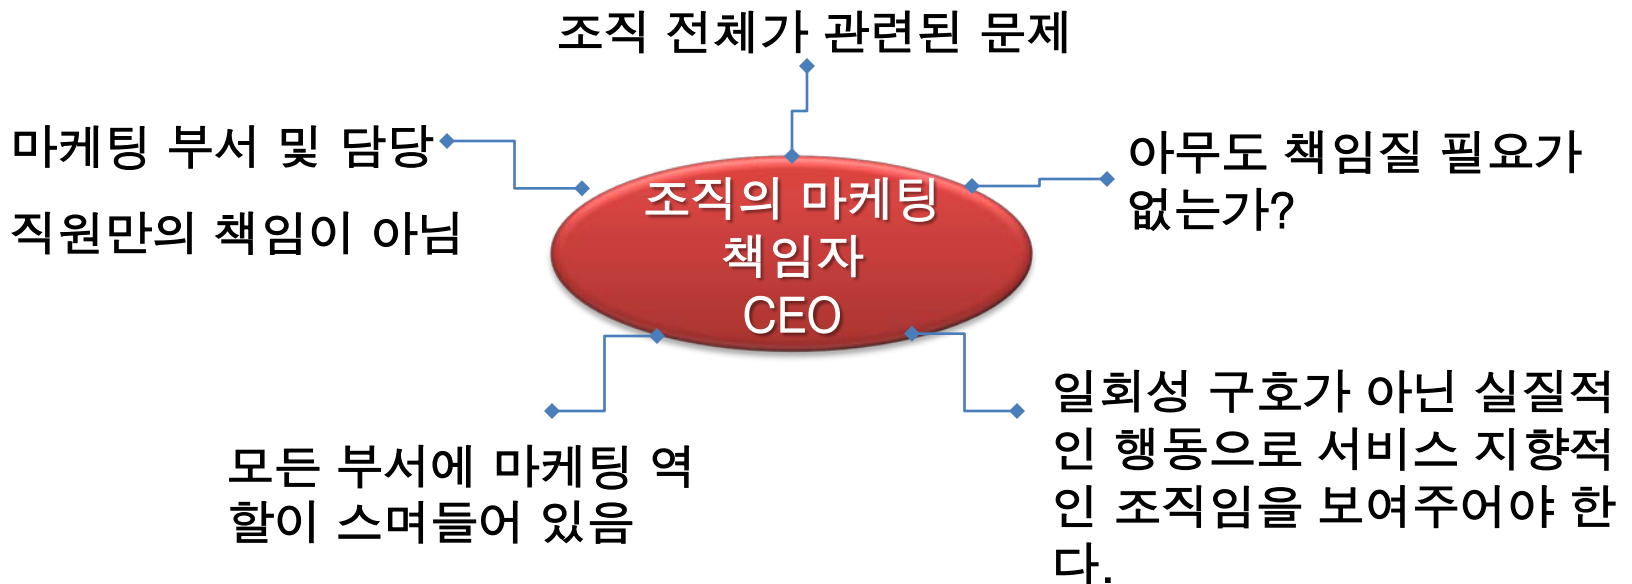 조직 전체가 관련된 문제
마케팅 부서 및 담당
직원만의 책임이 아님
조직의 마케팅
책임자
CEO
아무도 책임질 필요가
없는가?
모든 부서에 마케팅 역
할이 스며들어 있음
일회성 구호가 아닌 실질적
인 행동으로 서비스 지향적
인 조직임을 보여주어야 한
다.